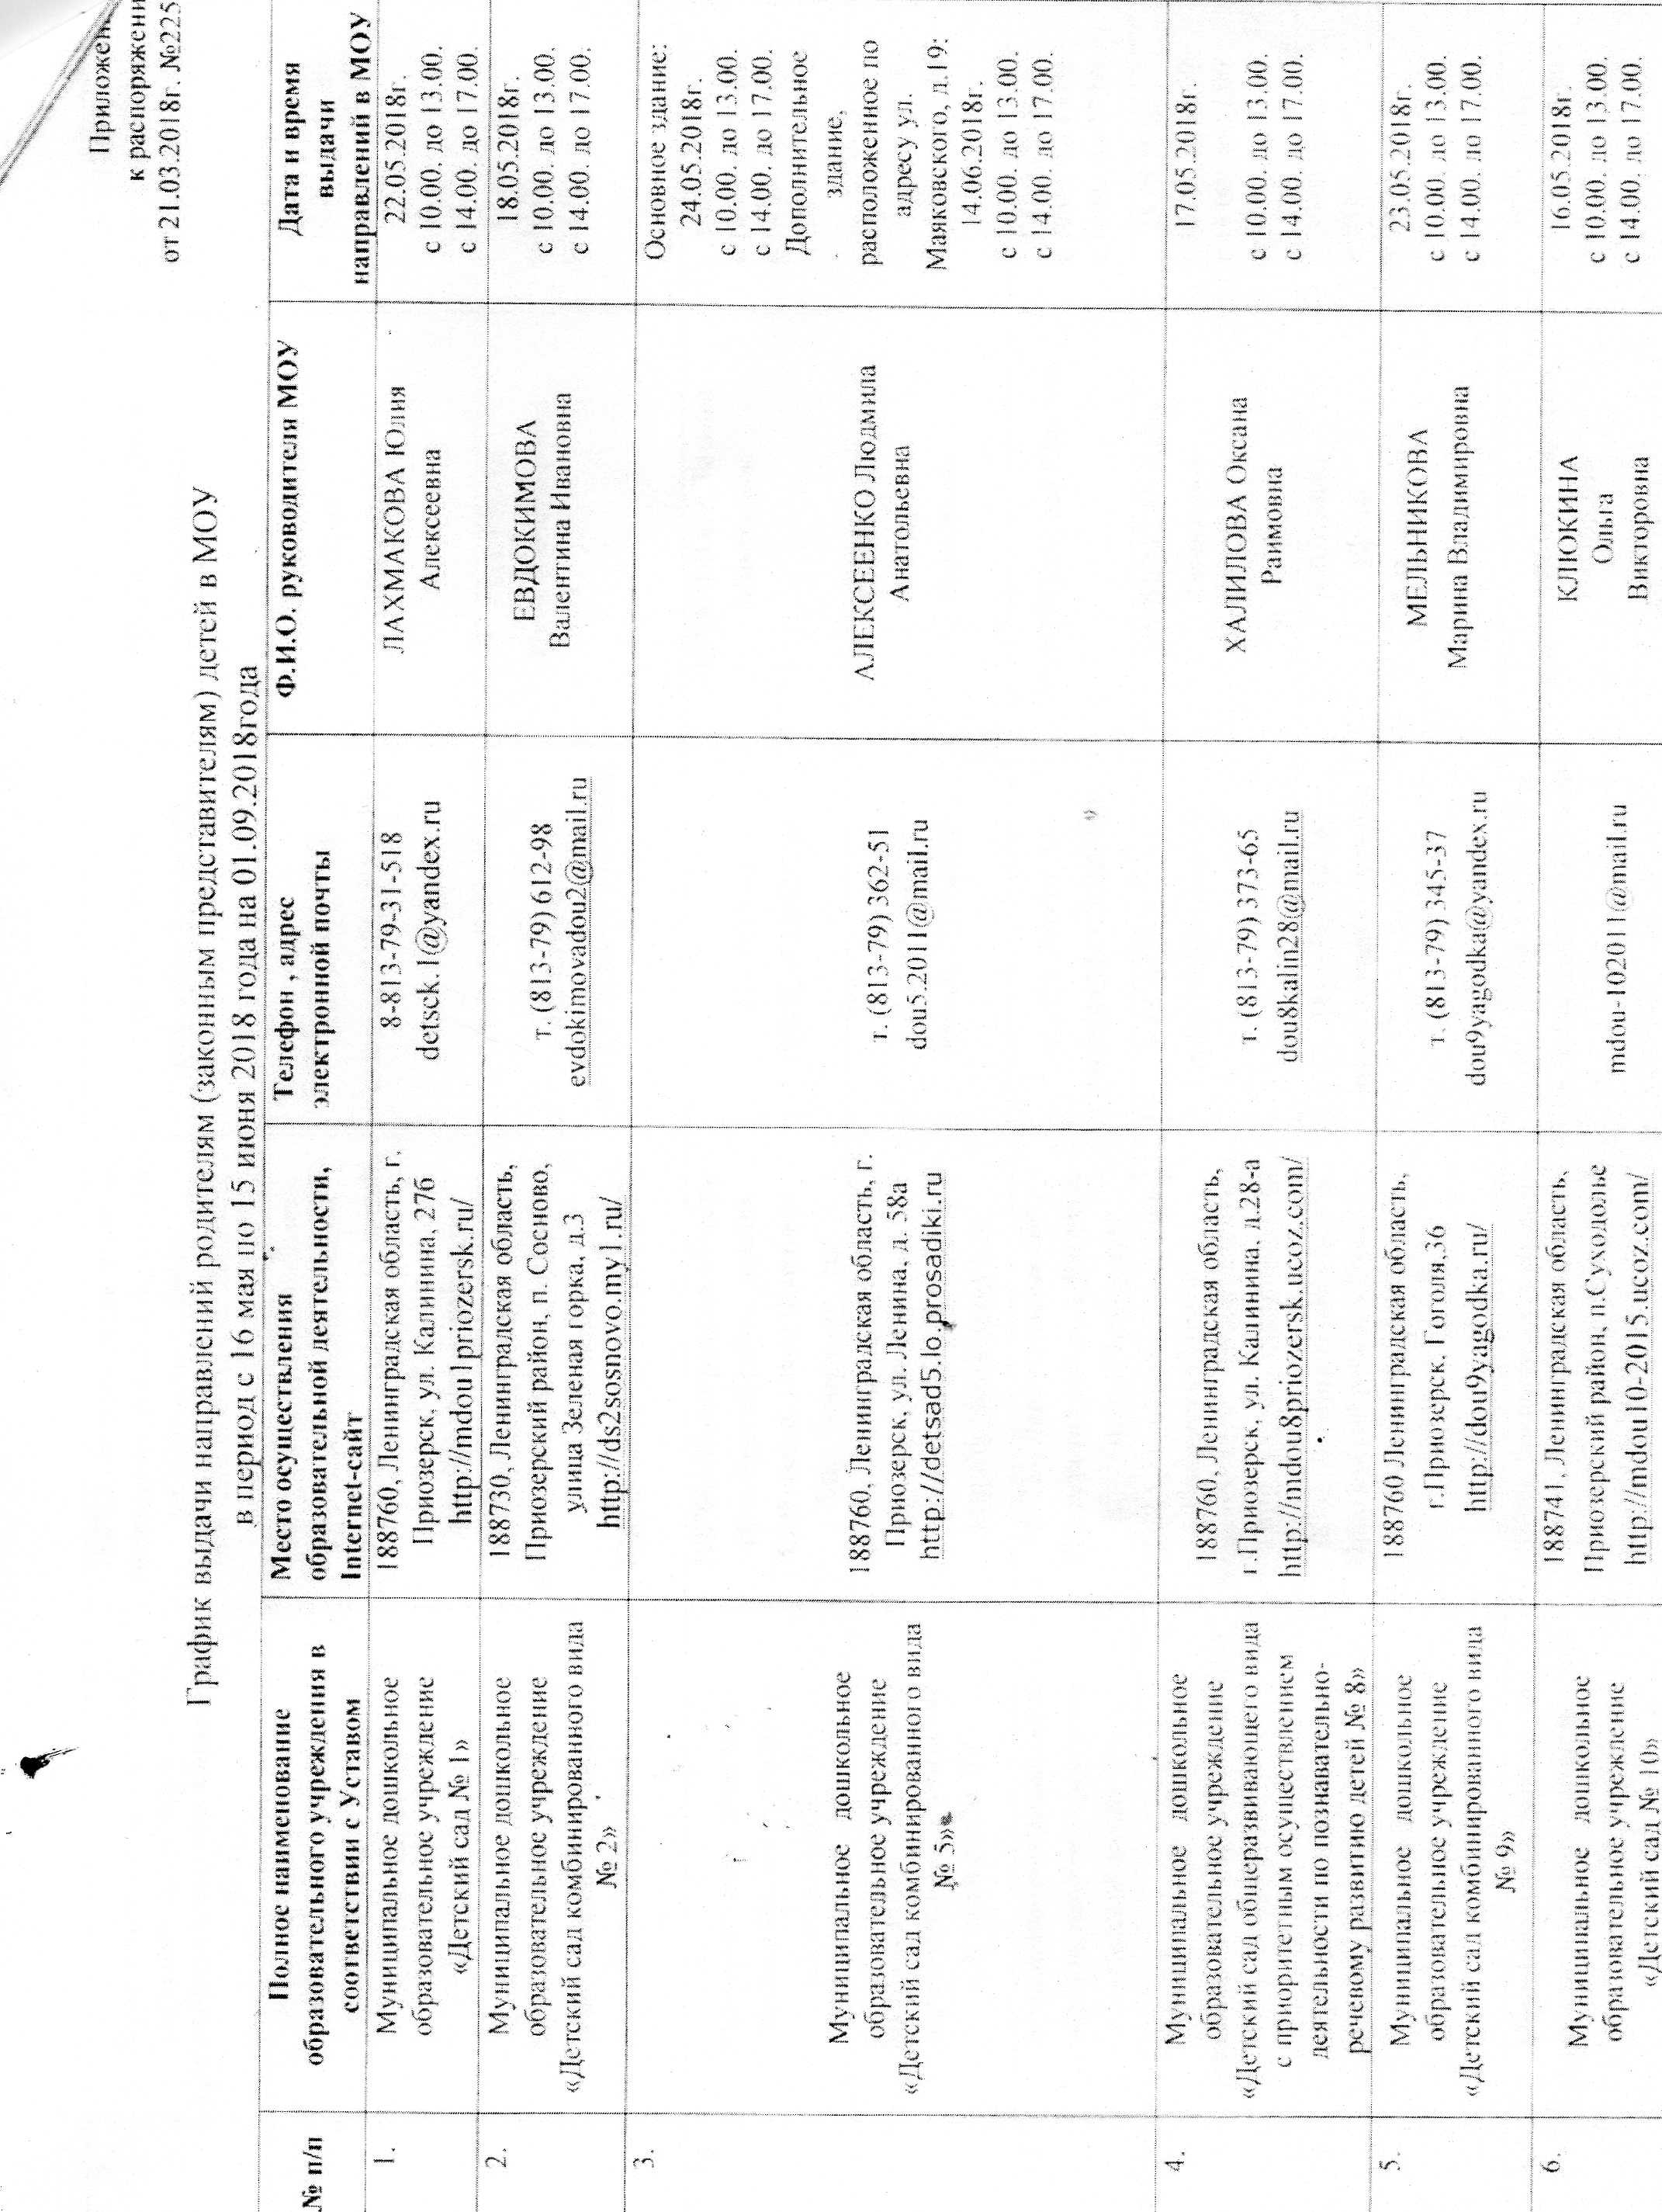 Приложен
к распоряжени
от 21.03.2018г. №225
График выдачи направлений родителям (законным представителям) детей в МОУ
в период с 16 мая по 15 июня 2018 года на 01.09.2018года
№ п/п
Полное наименование
образовательного учреждения в
соответствии с Уставом
Место осуществления
образовательной деятельности,
Internet-сайт
Телефон , адрес
электронной почты
Ф.И.О. руководителя МОУ
Дата и время
выдачи
направлений в МОУ
1.
Муниципальное дошкольное
образовательное учреждение
«Детский сад № 1»
188760, Ленинградская область, г.
Приозерск, ул. Калинина, 27б
http://mdou1priozersk.ru/
8-813-79-31-518
detsck.1@yandex.ru
ЛАХМАКОВА Юлия
Алексеевна
22.05.2018г.
с 10.00. до 13.00.
с 14.00. до 17.00.
2.
Муниципальное дошкольное
образовательное учреждение
«Детский сад комбинированного вида
№ 2»
188730, Ленинградская область,
Приозерский район, п. Сосново,
улица Зеленая горка, д.3
http://ds2sosnovo.my1.ru/
т. (813-79) 612-98
evdokimovadou2@mail.ru
ЕВДОКИМОВА
Валентина Ивановна
18.05.2018г.
с 10.00. до 13.00.
с 14.00. до 17.00.
3.
Муниципальное дошкольное
образовательное учреждение
«Детский сад комбинированного вида
№ 5»
188760, Ленинградская область, г.
Приозерск, ул. Ленина, д. 58а
http://detsad5.lo.prosadiki.ru
т. (813-79) 362-51
dou5.2011@mail.ru
АЛЕКСЕЕНКО Людмила
Анатольевна
Основное здание:
24.05.2018г.
с 10.00. до 13.00.
с 14.00. до 17.00.
Дополнительное
здание,
расположенное по
адресу ул.
Маяковского, д.19:
14.06.2018г.
с 10.00. до 13.00.
с 14.00. до 17.00.
4.
Муниципальное дошкольное
образовательное учреждение
«Детский сад общеразвивающего вида
с приоритетным осуществлением
деятельности по познавательно-
речевому развитию детей № 8»
188760, Ленинградская область,
г.Приозерск, ул. Калинина, д.28-а
http://mdou8priozersk.ucoz.com/
т. (813-79) 373-65
dou8kalin28@mail.ru
ХАЛИЛОВА Оксана
Раимовна
17.05.2018г.
с 10.00. до 13.00.
с 14.00. до 17.00.
5.
Муниципальное дошкольное
образовательное учреждение
«Детский сад комбинированного вида
№ 9»
188760 Ленинградская область,
г.Приозерск, Гоголя,36
http://dou9yagodka.ru/
т. (813-79) 345-37
dou9yagodka@yandex.ru
МЕЛЬНИКОВА
Марина Владимировна
23.05.2018г.
с 10.00. до 13.00.
с 14.00. до 17.00.
6.
Муниципальное дошкольное
образовательное учреждение
«Детский сад № 10»
188741, Ленинградская область,
Приозерский район, п.Суходолье
http://mdou10-2015.ucoz.com/
mdou-102011@mail.ru
КЛЮКИНА
Ольга
Викторовна
16.05.2018г.
с 10.00. до 13.00.
с 14.00. до 17.00.